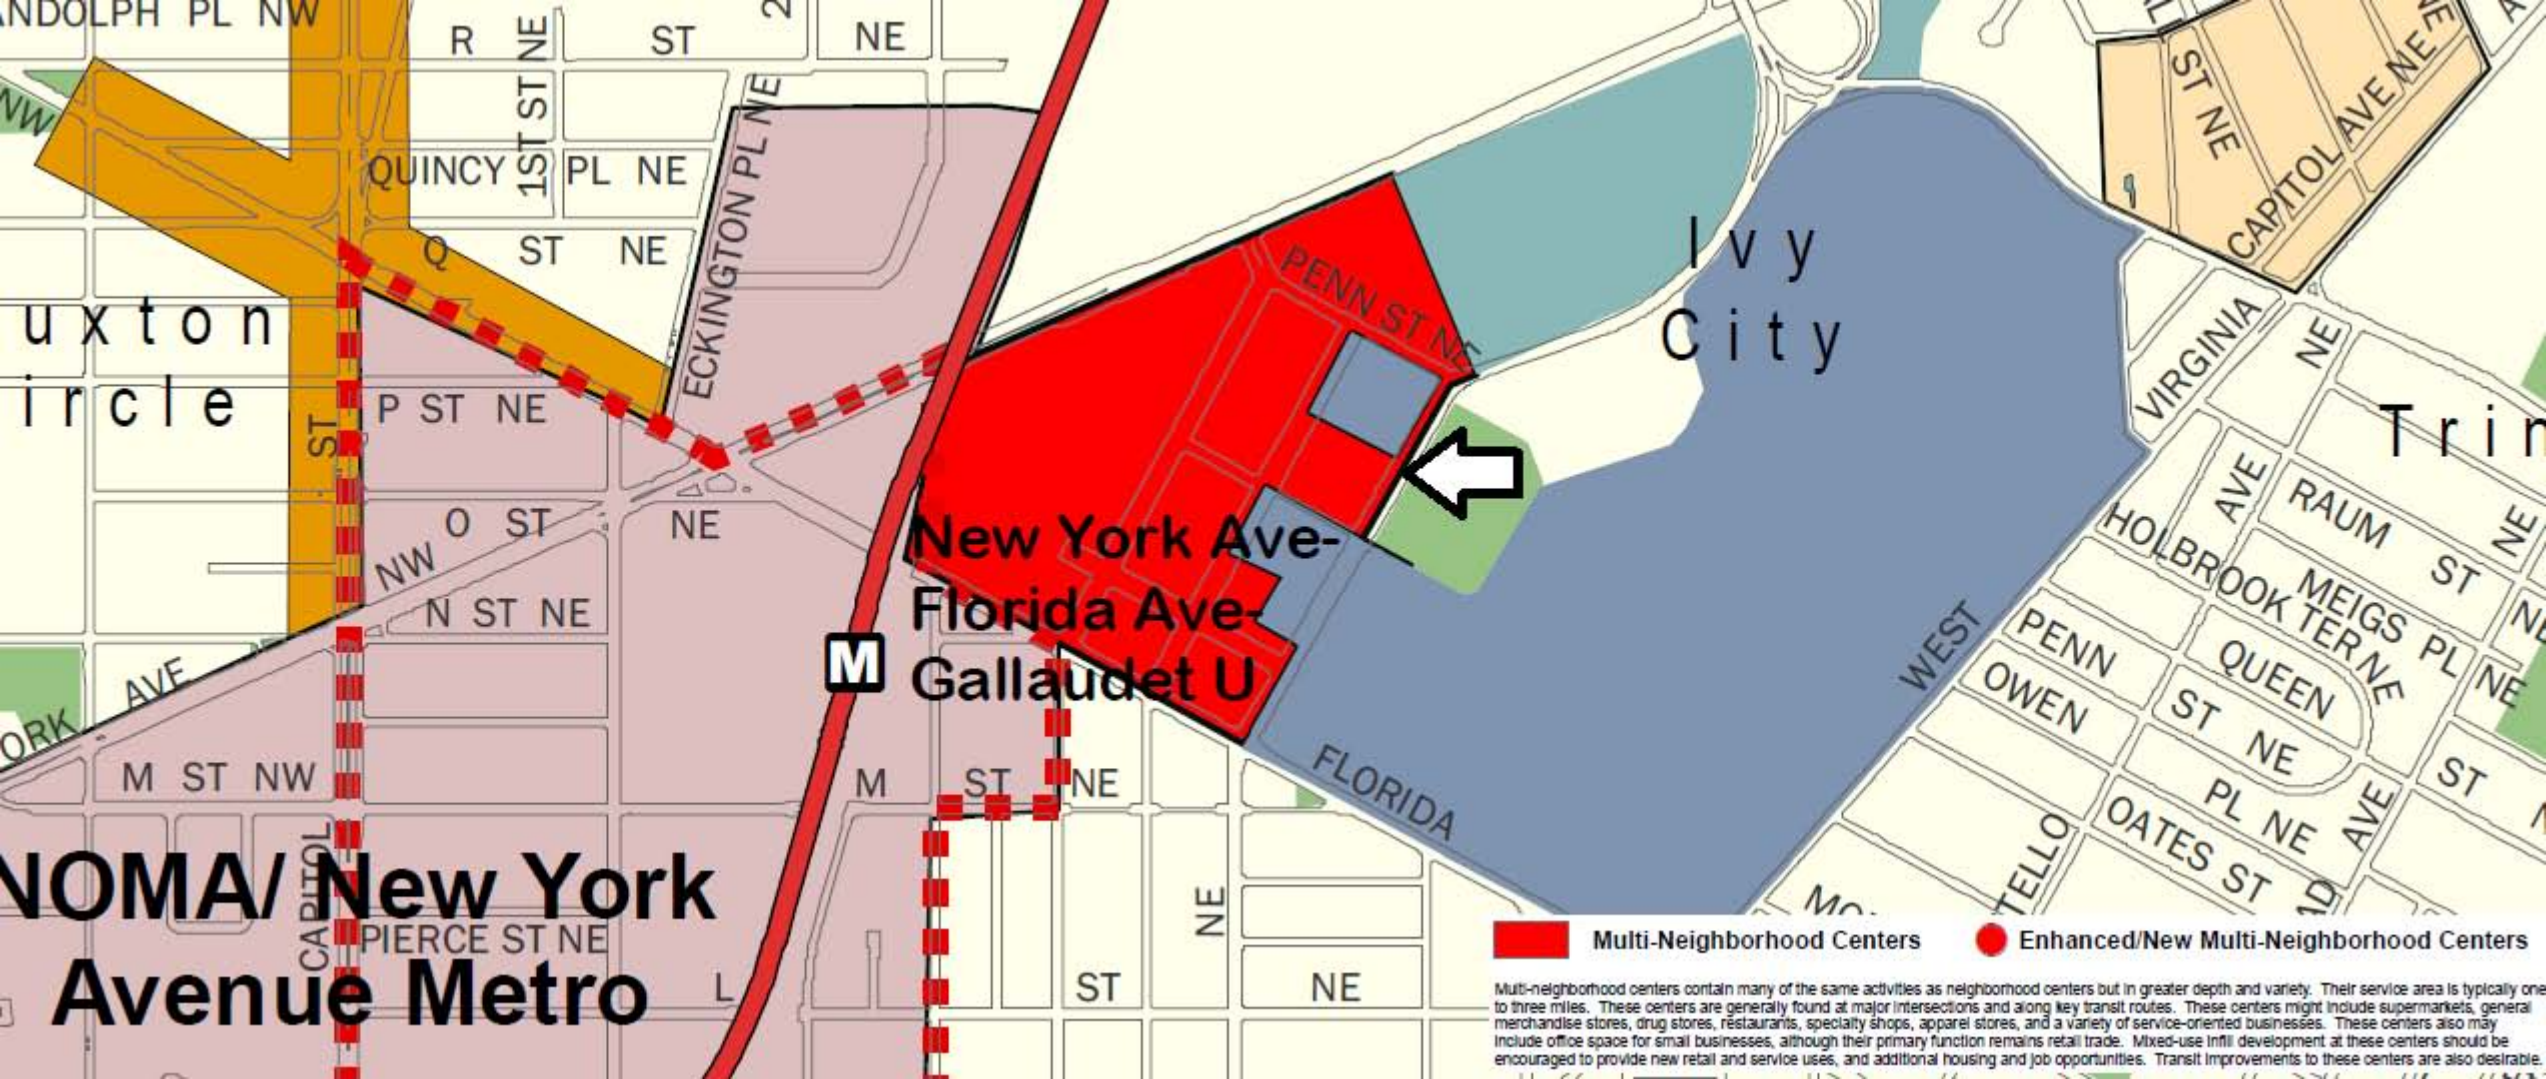 NDOLPH PL NW
R ST NE
1ST ST NE
2
NW
QUINCY PL NE
Q ST NE
ECKINGTON PL NE
ST NE
CAPITOL AVE NE
NE
PENN ST NE
Ivy
City
uxton
ircle
P ST NE
ST
VIRGINIA
NE
Trin
O ST NE
NW
N ST NE
New York Ave-
Florida Ave-
Gallaudet U
M
AVE
RAUM ST NE
HOLBROOK TER NE
MEIGS PL NE
WEST
PENN ST NE
QUEEN
OWEN PL NE
AVE
ORK AVE
M ST NW
M ST NE
FLORIDA
OATES ST
TELLO
AD
AVE
ST N
MO
NOMA/ New York
Avenue Metro
CAPITOL
PIERCE ST NE
L ST NE
NE
Multi-Neighborhood Centers
Enhanced/New Multi-Neighborhood Centers
Multi-neighborhood centers contain many of the same activities as neighborhood centers but in greater depth and variety. Their service area is typically one
to three miles. These centers are generally found at major intersections and along key transit routes. These centers might include supermarkets, general
merchandise stores, drug stores, restaurants, specialty shops, apparel stores, and a variety of service-oriented businesses. These centers also may
include office space for small businesses, although their primary function remains retail trade. Mixed-use infill development at these centers should be
encouraged to provide new retail and service uses, and additional housing and job opportunities. Transit improvements to these centers are also desirable.